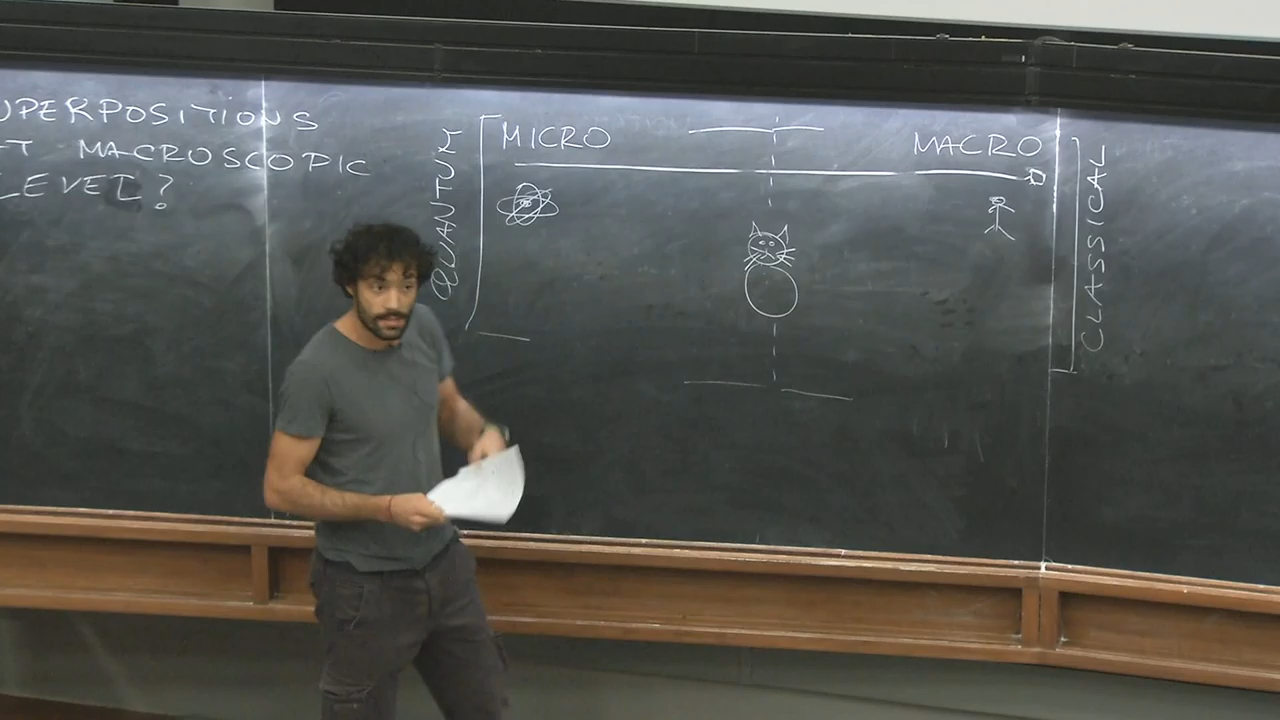 UPERPOSITIONS
T MACROSCOPIC
LEVEL?
QUANTUM
MICRO
MACRO
CLASSICAL